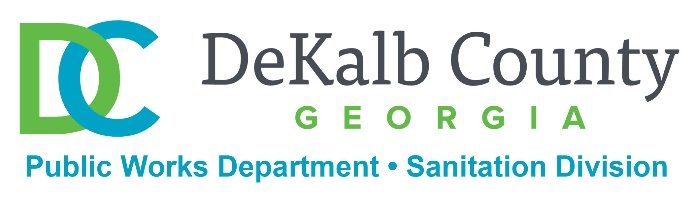 DC DeKalb County
GEORGIA
Public Works Department • Sanitation Division